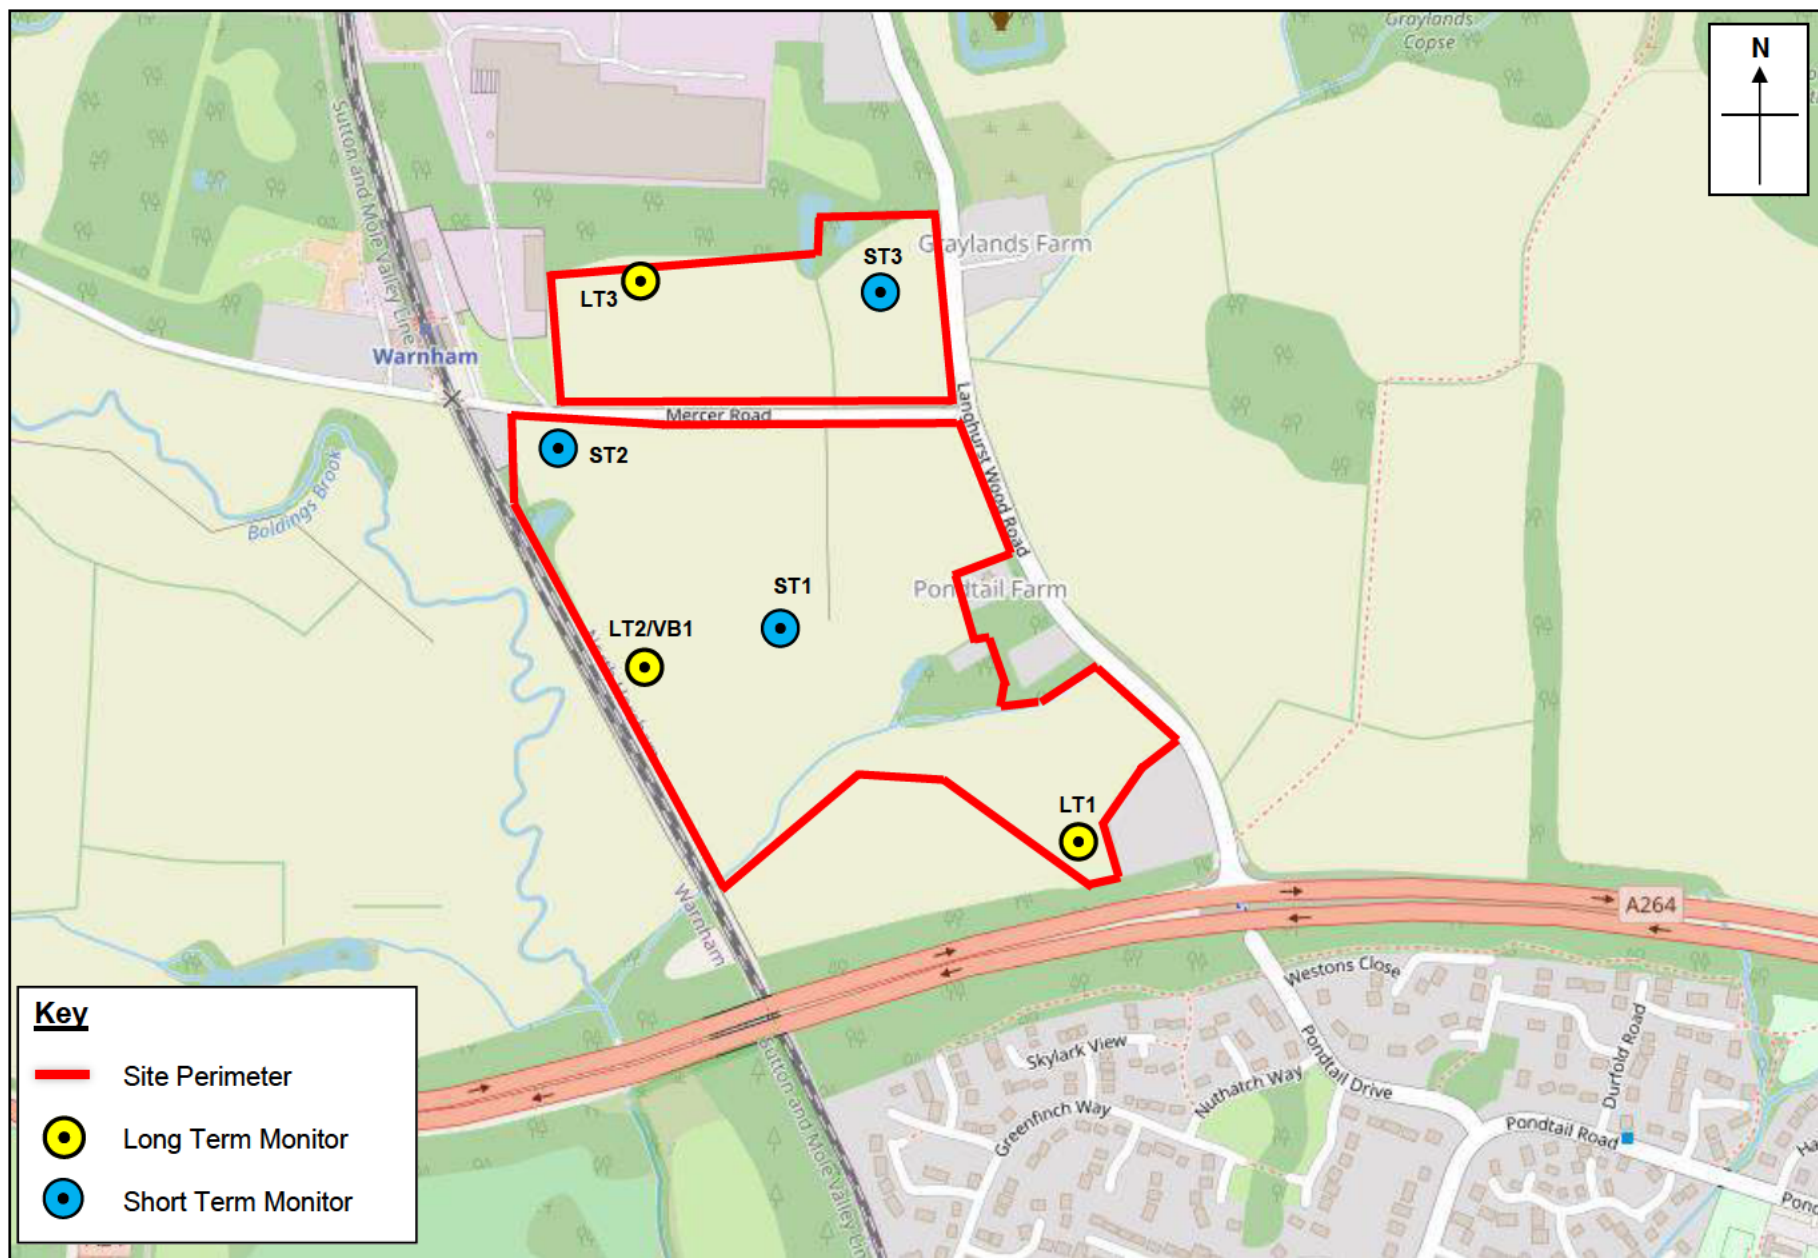 Graylands
Copse
N
Sutton and Mole Valley Line
Graylands Farm
ST3
LT3
Warnham
Mercer Road
Langhurst Wood Road
ST2
Boldings Brook
ST1
Pondtail Farm
LT2/VB1
LT1
Warnham
A264
Westons Close
Skylark View
Pondtail Drive
Durfold Road
Nuthatch Way
Greenfinch Way
Pondtail Road
Sutton and Mole Valley Line
Key
Site Perimeter
Long Term Monitor
Short Term Monitor